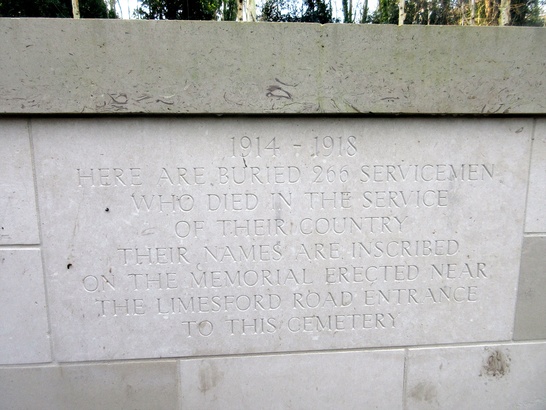 1914 - 1918
HERE ARE BURIED 266 SERVICEMEN
WHO DIED IN THE SERVICE
OF THEIR COUNTRY
THEIR NAMES ARE INSCRIBED
ON THE MEMORIAL ERECTED NEAR
THE LIMESFORD ROAD ENTRANCE
TO THIS CEMETERY